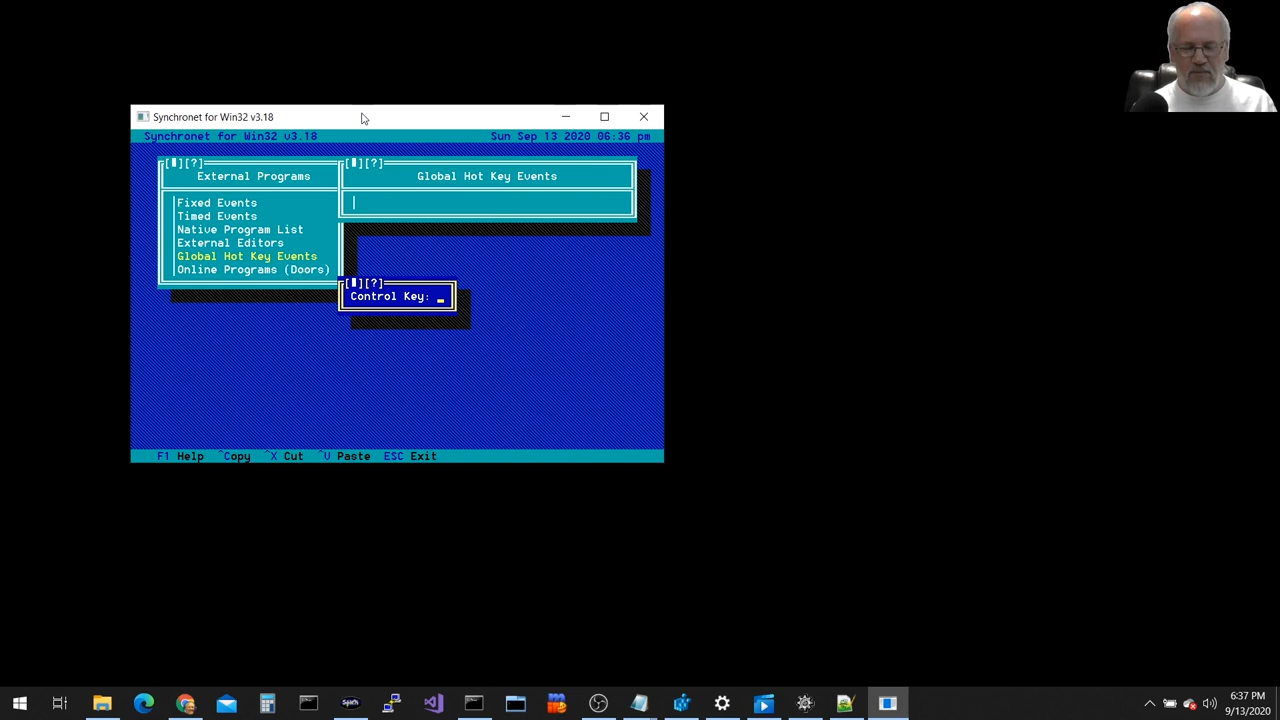 Synchronet for Win32 v3.18
Synchronet for Win32 v3.18 Sun Sep 13 2020 06:36 pm
[▮][?] [▮][?]
External Programs Global Hot Key Events
Fixed Events
Timed Events
Native Program List
External Editors
Global Hot Key Events
Online Programs (Doors)
[▮][?]
Control Key: _
F1 Help ^Copy ^X Cut ^V Paste ESC Exit
6:37 PM
9/13/2020